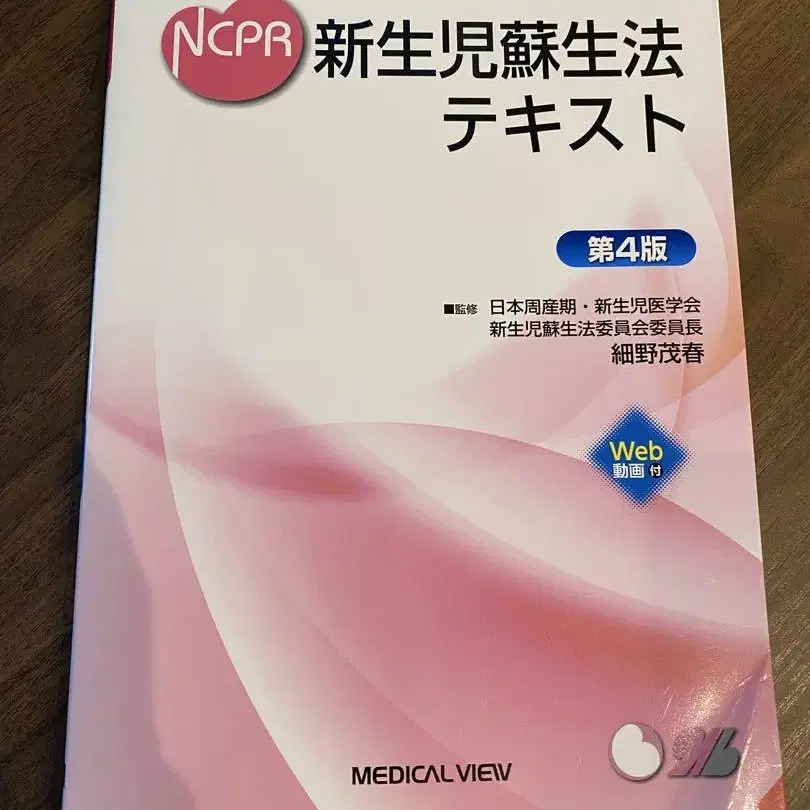 NCPR
新生児蘇生法
テキスト
第4版
■監修 日本周産期・新生児医学会
新生児蘇生法委員会委員長
細野茂春
Web
動画 付
MEDICAL VIEW